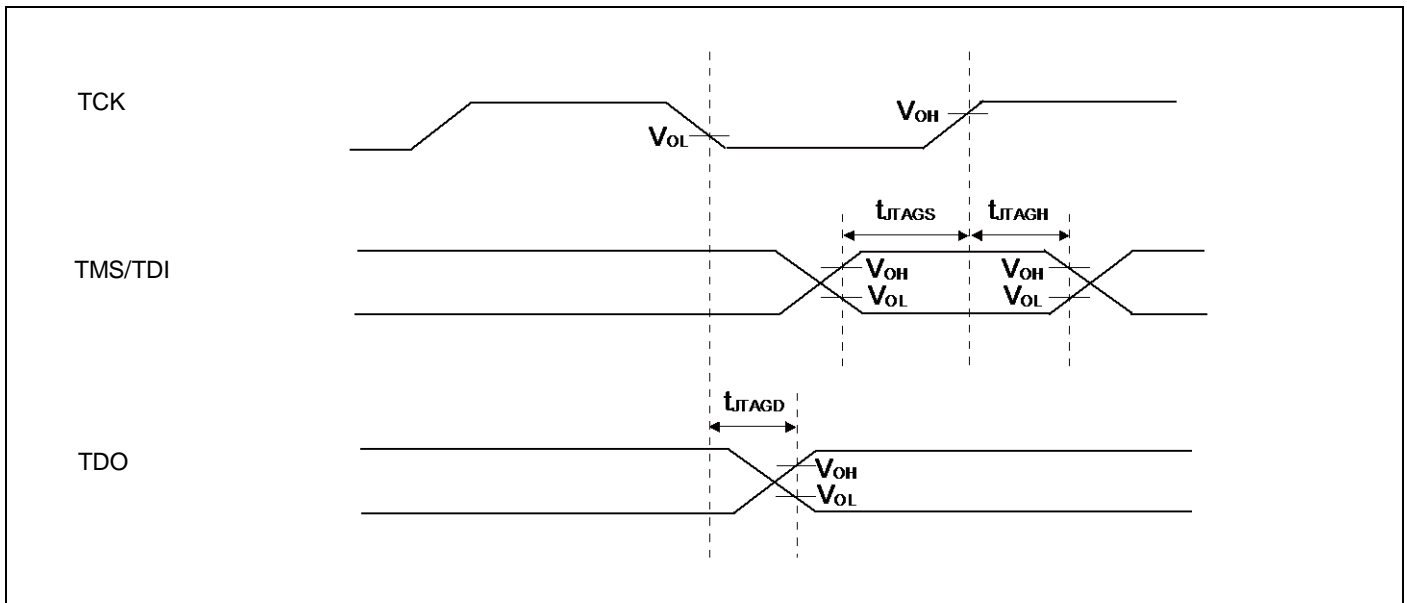 TCK
VOH
VOL
tJTAGS tJTAGH
TMS/TDI
VOH VOH
VOL VOL
tJTAGD
TDO
VOH
VOL